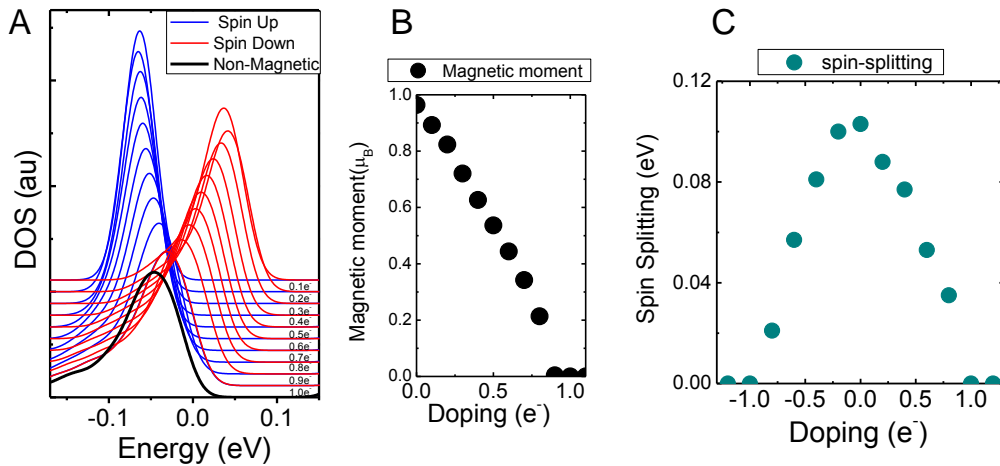 A
Spin Up
Spin Down
Non-Magnetic
DOS (au)
0.1e⁻
0.2e⁻
0.3e⁻
0.4e⁻
0.5e⁻
0.6e⁻
0.7e⁻
0.8e⁻
0.9e⁻
1.0e⁻
-0.1 0.0 0.1
Energy (eV)
B
Magnetic moment
Magnetic moment(μ_B)
1.0
0.8
0.6
0.4
0.2
0.0
0.0 0.5 1.0
Doping (e⁻)
C
spin-splitting
Spin Splitting (eV)
0.12
0.08
0.04
0.00
-1.0 -0.5 0.0 0.5 1.0
Doping (e⁻)